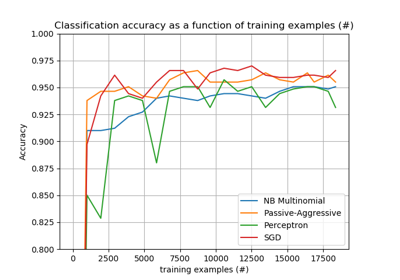 Classification accuracy as a function of training examples (#)
1.000
0.975
0.950
0.925
0.900
0.875
0.850
0.825
0.800
Accuracy
NB Multinomial
Passive-Aggressive
Perceptron
SGD
0 2500 5000 7500 10000 12500 15000 17500
training examples (#)